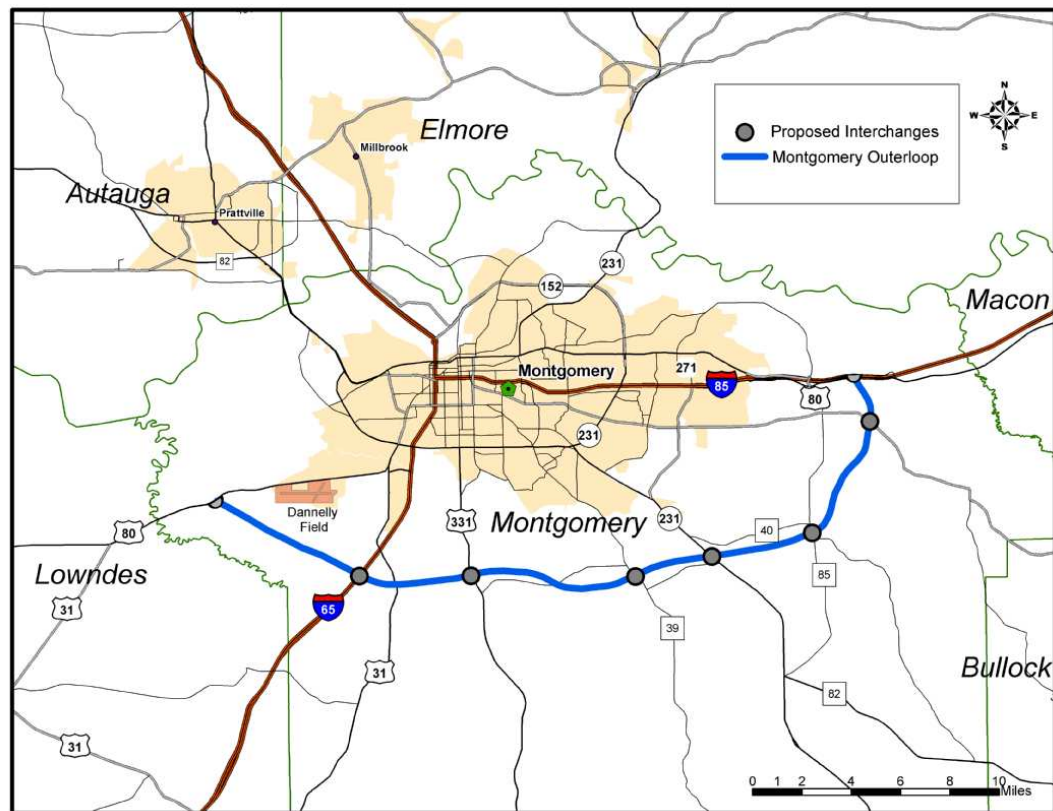 N
W E
S
Proposed Interchanges
Montgomery Outerloop
Elmore
Millbrook
Autauga
Prattville
82
231
152
Macon
271
Montgomery
85
80
231
Dannelly
Field
331
Montgomery
231
40
80
Lowndes
85
31
65
39
31
Bullock
82
31
0 1 2 4 6 8 10
Miles